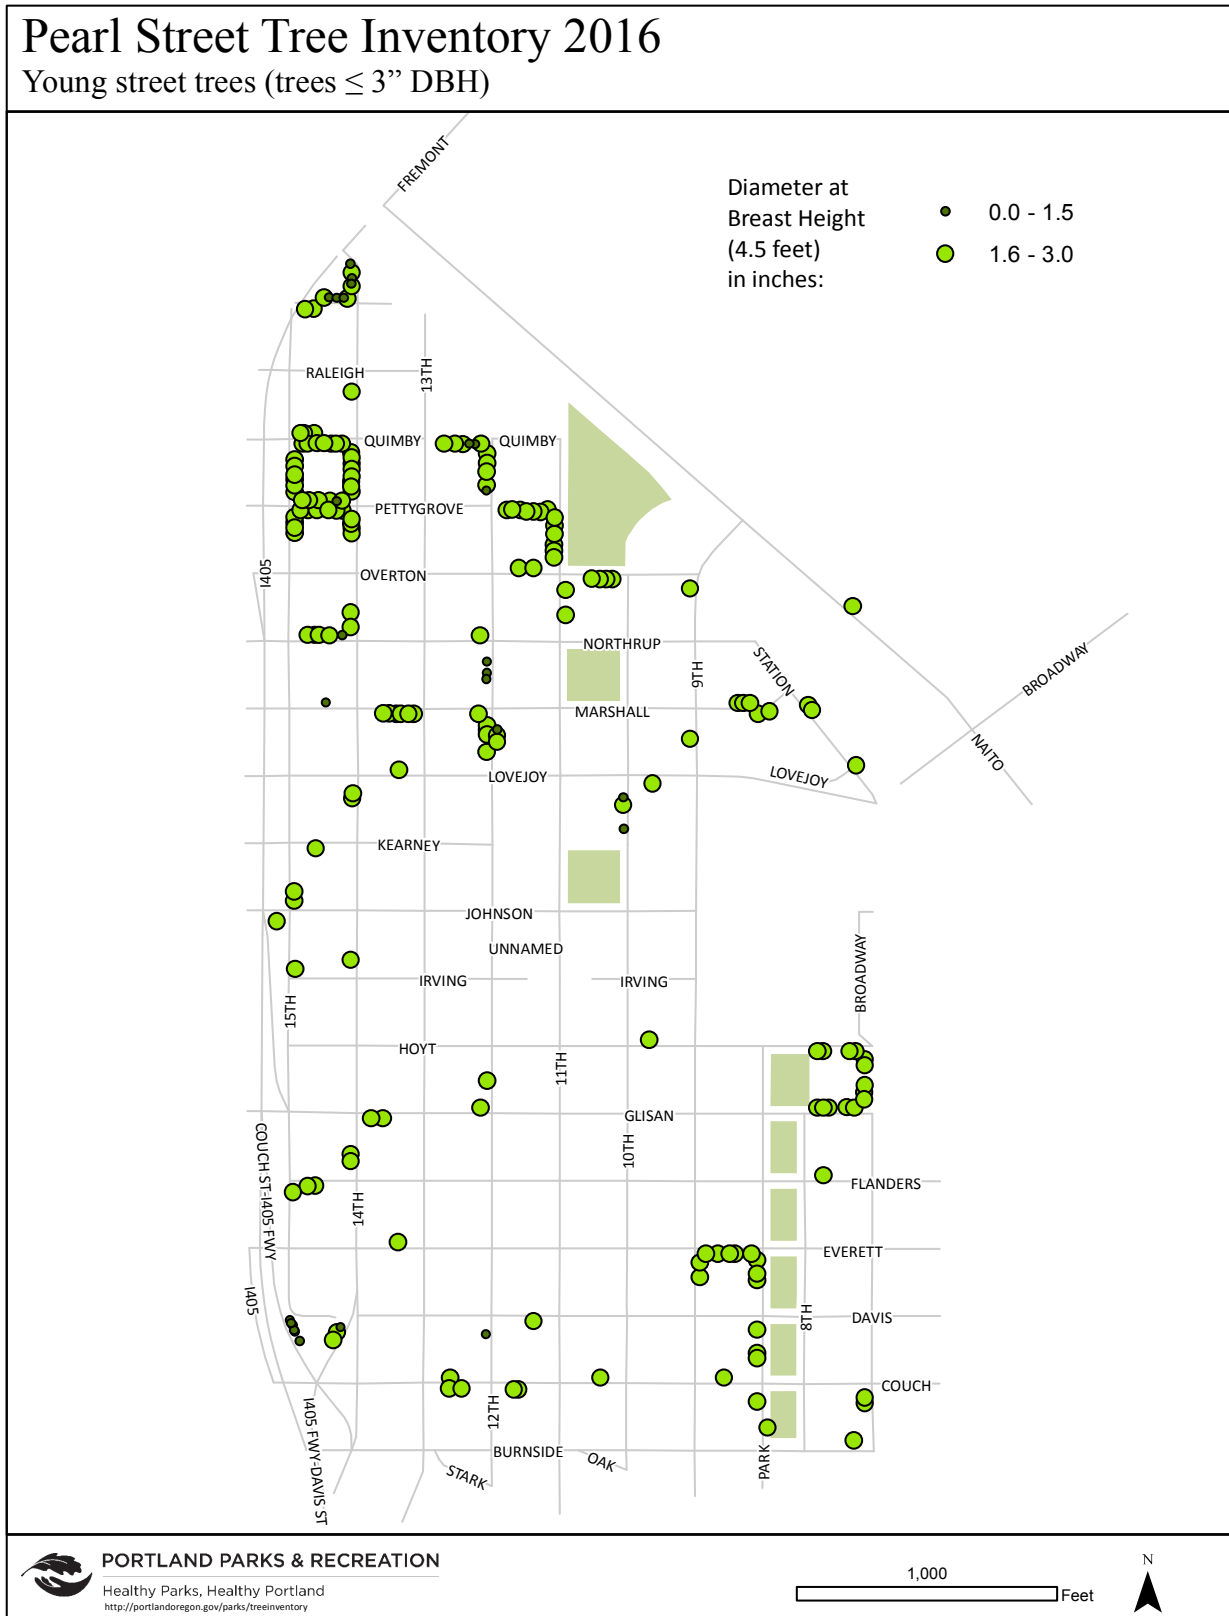 Pearl Street Tree Inventory 2016
Young street trees (trees ≤ 3” DBH)
FREMONT
Diameter at
Breast Height
(4.5 feet)
in inches:
0.0 - 1.5
1.6 - 3.0
RALEIGH
13TH
QUIMBY
QUIMBY
PETTYGROVE
I405
OVERTON
NORTHRUP
STATION
9TH
BROADWAY
MARSHALL
NAITO
LOVEJOY
LOVEJOY
KEARNEY
JOHNSON
UNNAMED
BROADWAY
IRVING
IRVING
15TH
HOYT
11TH
GLISAN
10TH
COUCH ST-I405 FWY
FLANDERS
14TH
EVERETT
I405
DAVIS
8TH
COUCH
12TH
I405 FWY-DAVIS ST
BURNSIDE
STARK
OAK
PARK
PORTLAND PARKS & RECREATION
Healthy Parks, Healthy Portland
http://portlandoregon.gov/parks/treeinventory
1,000
Feet
N